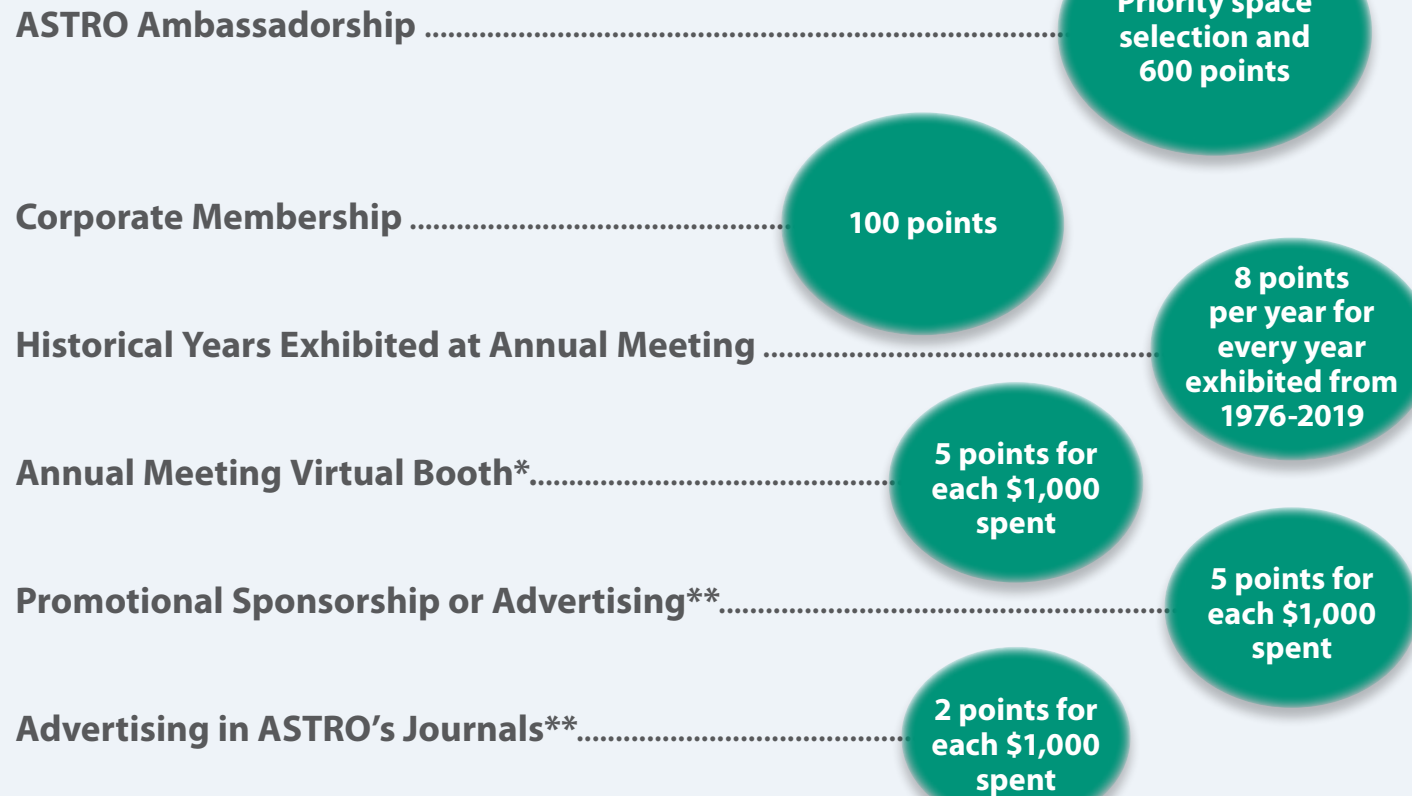 ASTRO Ambassadorship ....................................................................................
Priority space
selection and
600 points
Corporate Membership .................................................
100 points
Historical Years Exhibited at Annual Meeting ...................................................
8 points
per year for
every year
exhibited from
1976-2019
Annual Meeting Virtual Booth*...............................................
5 points for
each $1,000
spent
Promotional Sponsorship or Advertising**..........................................................
5 points for
each $1,000
spent
Advertising in ASTRO’s Journals**...........................................
2 points for
each $1,000
spent